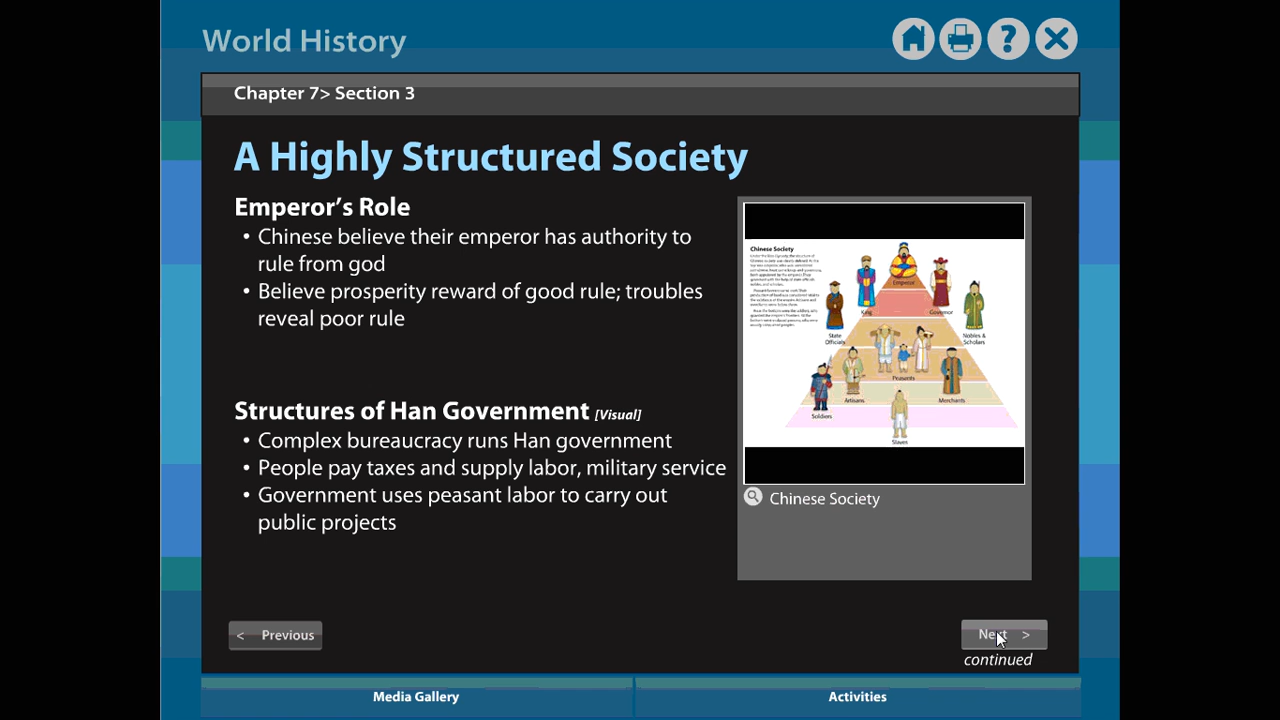 World History
Chapter 7> Section 3
A Highly Structured Society
Emperor's Role
• Chinese believe their emperor has authority to
rule from god
• Believe prosperity reward of good rule; troubles
reveal poor rule
Structures of Han Government [Visual]
• Complex bureaucracy runs Han government
• People pay taxes and supply labor, military service
• Government uses peasant labor to carry out
public projects
Chinese Society
Emperor
King
Governor
State
Officials
Nobles &
Scholars
Peasants
Artisans
Merchants
Soldiers
Slaves
Chinese Society
< Previous
Next >
continued
Media Gallery
Activities